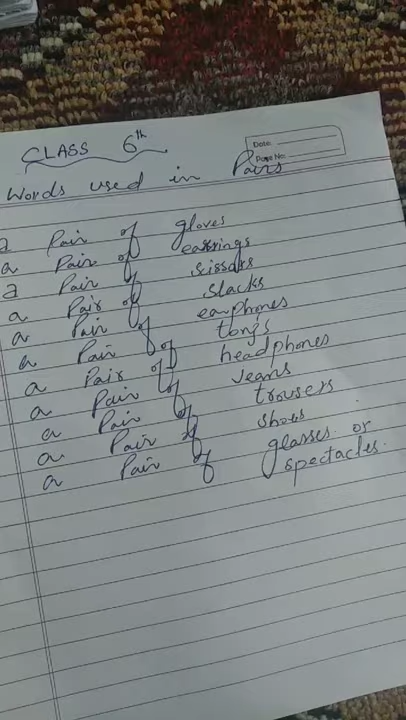 CLASS 6th
Date:
Page No:
Words used in Pairs
a Pair of gloves
a Pair of earrings
a Pair of scissors
a Pair of slacks
a Pair of earphones
a Pair of tongs
a Pair of headphones
a Pair of Jeans
a Pair of trousers
a Pair of shoes
a Pair of glasses or
spectacles.